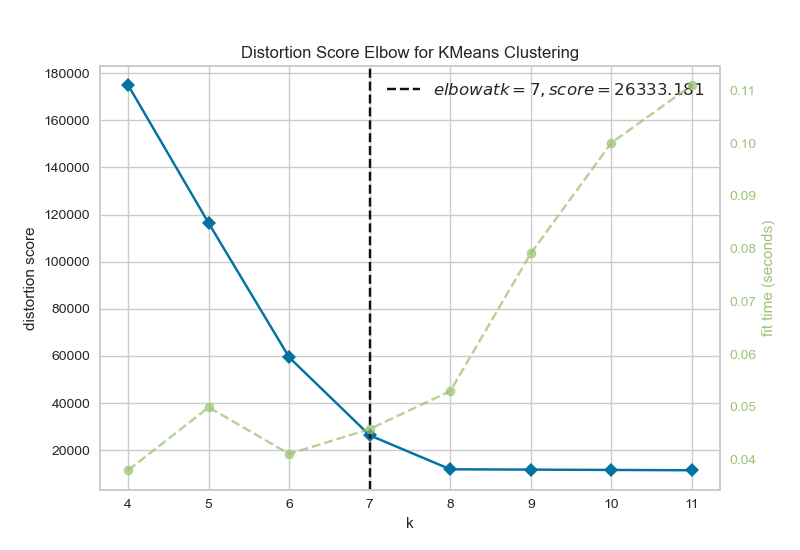 Distortion Score Elbow for KMeans Clustering
elbowatk = 7, score = 26333.181
distortion score
180000
160000
140000
120000
100000
80000
60000
40000
20000
0.11
0.10
0.09
0.08
0.07
0.06
0.05
0.04
fit time (seconds)
4 5 6 7 8 9 10 11
k